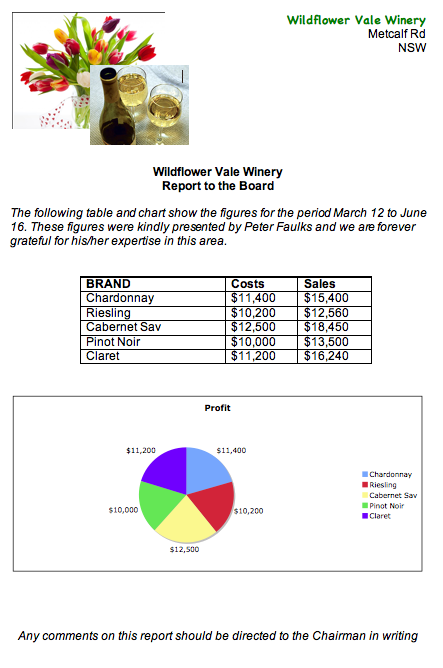 Wildflower Vale Winery
Metcalf Rd
NSW
Wildflower Vale Winery
Report to the Board
The following table and chart show the figures for the period March 12 to June
16. These figures were kindly presented by Peter Faulks and we are forever
grateful for his/her expertise in this area.
BRAND Costs Sales
Chardonnay $11,400 $15,400
Riesling $10,200 $12,560
Cabernet Sav $12,500 $18,450
Pinot Noir $10,000 $13,500
Claret $11,200 $16,240
Profit
$11,200 $11,400
$10,000 $10,200
$12,500
Chardonnay
Riesling
Cabernet Sav
Pinot Noir
Claret
Any comments on this report should be directed to the Chairman in writing